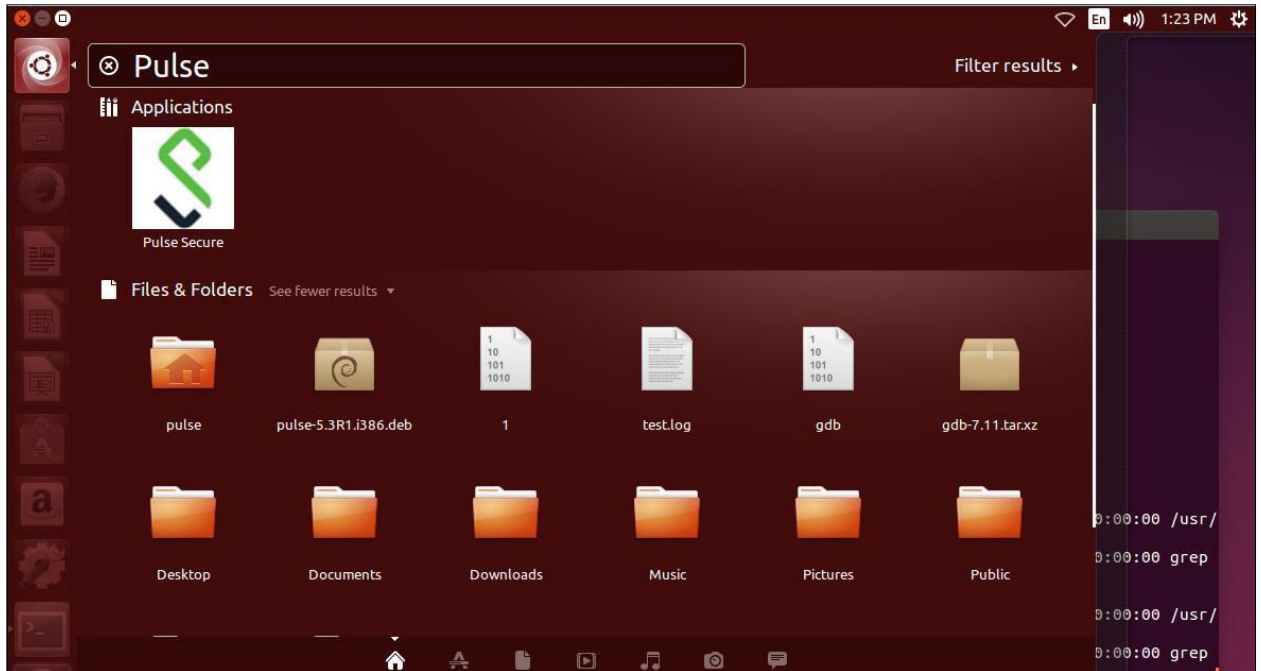 En 1:23 PM
Pulse
Filter results
Applications
Pulse Secure
Files & Folders See fewer results
1
10
101
1010
1
10
101
1010
pulse pulse-5.3R1.i386.deb 1 test.log gdb gdb-7.11.tar.xz
a
Desktop Documents Downloads Music Pictures Public
0:00:00 /usr/
0:00:00 grep
>_
0:00:00 /usr/
0:00:00 grep